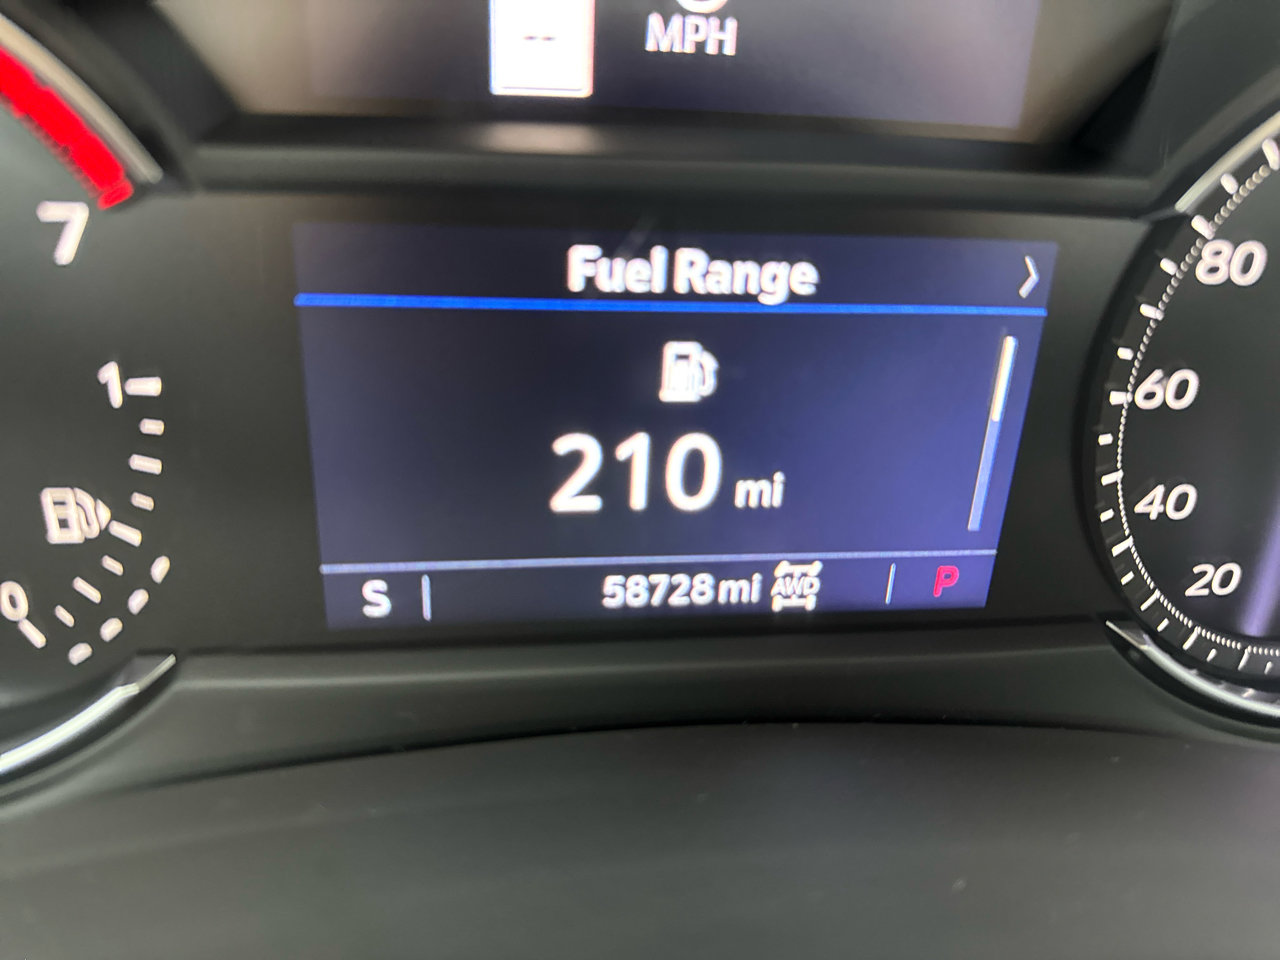 --
MPH
7
Fuel Range
80
1
60
210 mi
40
20
0
S
58728 mi AWD
P